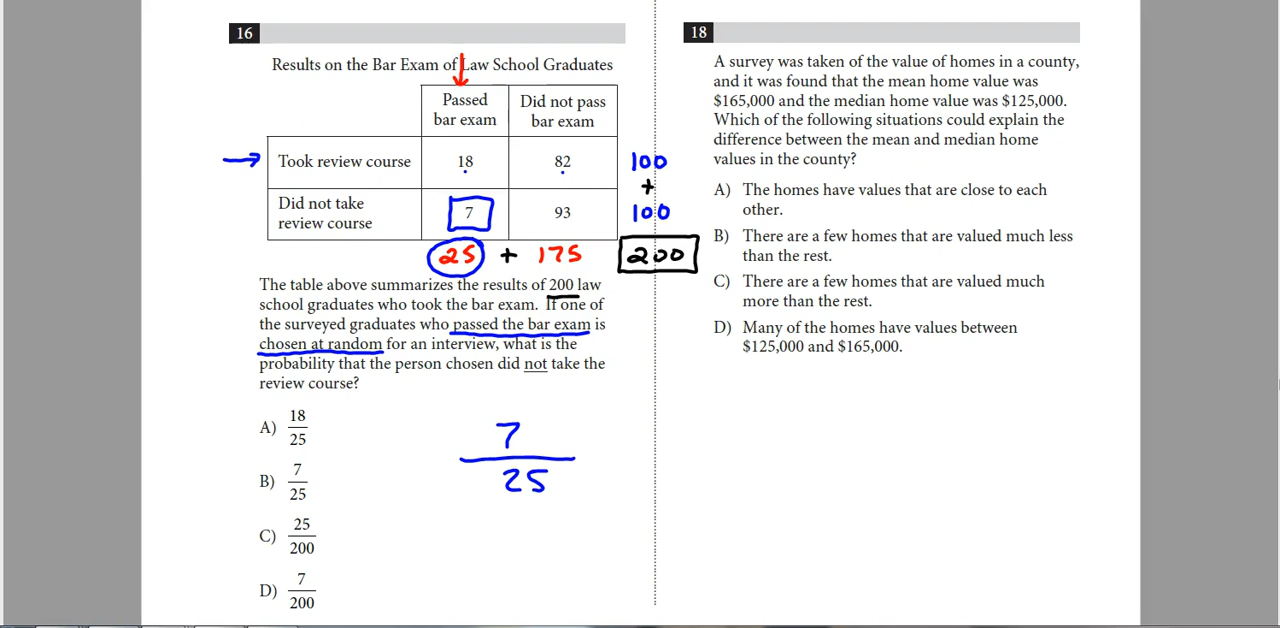 16
Results on the Bar Exam of Law School Graduates
Passed bar exam
Did not pass bar exam
Took review course
18
82
100
+
Did not take review course
7
93
100
25 + 175
200
The table above summarizes the results of 200 law
school graduates who took the bar exam. If one of
the surveyed graduates who passed the bar exam is
chosen at random for an interview, what is the
probability that the person chosen did not take the
review course?
A) 18/25
B) 7/25
C) 25/200
D) 7/200
7
25
18
A survey was taken of the value of homes in a county,
and it was found that the mean home value was
$165,000 and the median home value was $125,000.
Which of the following situations could explain the
difference between the mean and median home
values in the county?
A) The homes have values that are close to each
other.
B) There are a few homes that are valued much less
than the rest.
C) There are a few homes that are valued much
more than the rest.
D) Many of the homes have values between
$125,000 and $165,000.